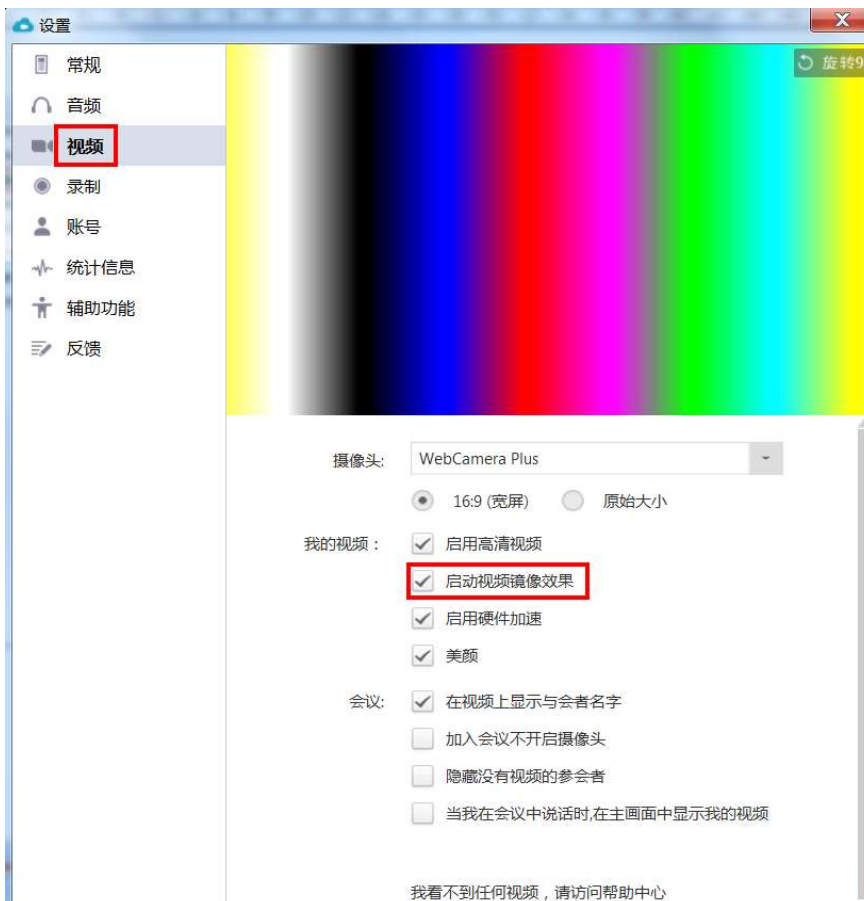 设置
常规
音频
视频
录制
账号
统计信息
辅助功能
反馈
旋转9
摄像头: WebCamera Plus
16:9 (宽屏) 原始大小
我的视频： 启用高清视频
启动视频镜像效果
启用硬件加速
美颜
会议: 在视频上显示与会者名字
加入会议不开启摄像头
隐藏没有视频的参会者
当我在会议中说话时,在主画面中显示我的视频
我看不到任何视频，请访问帮助中心